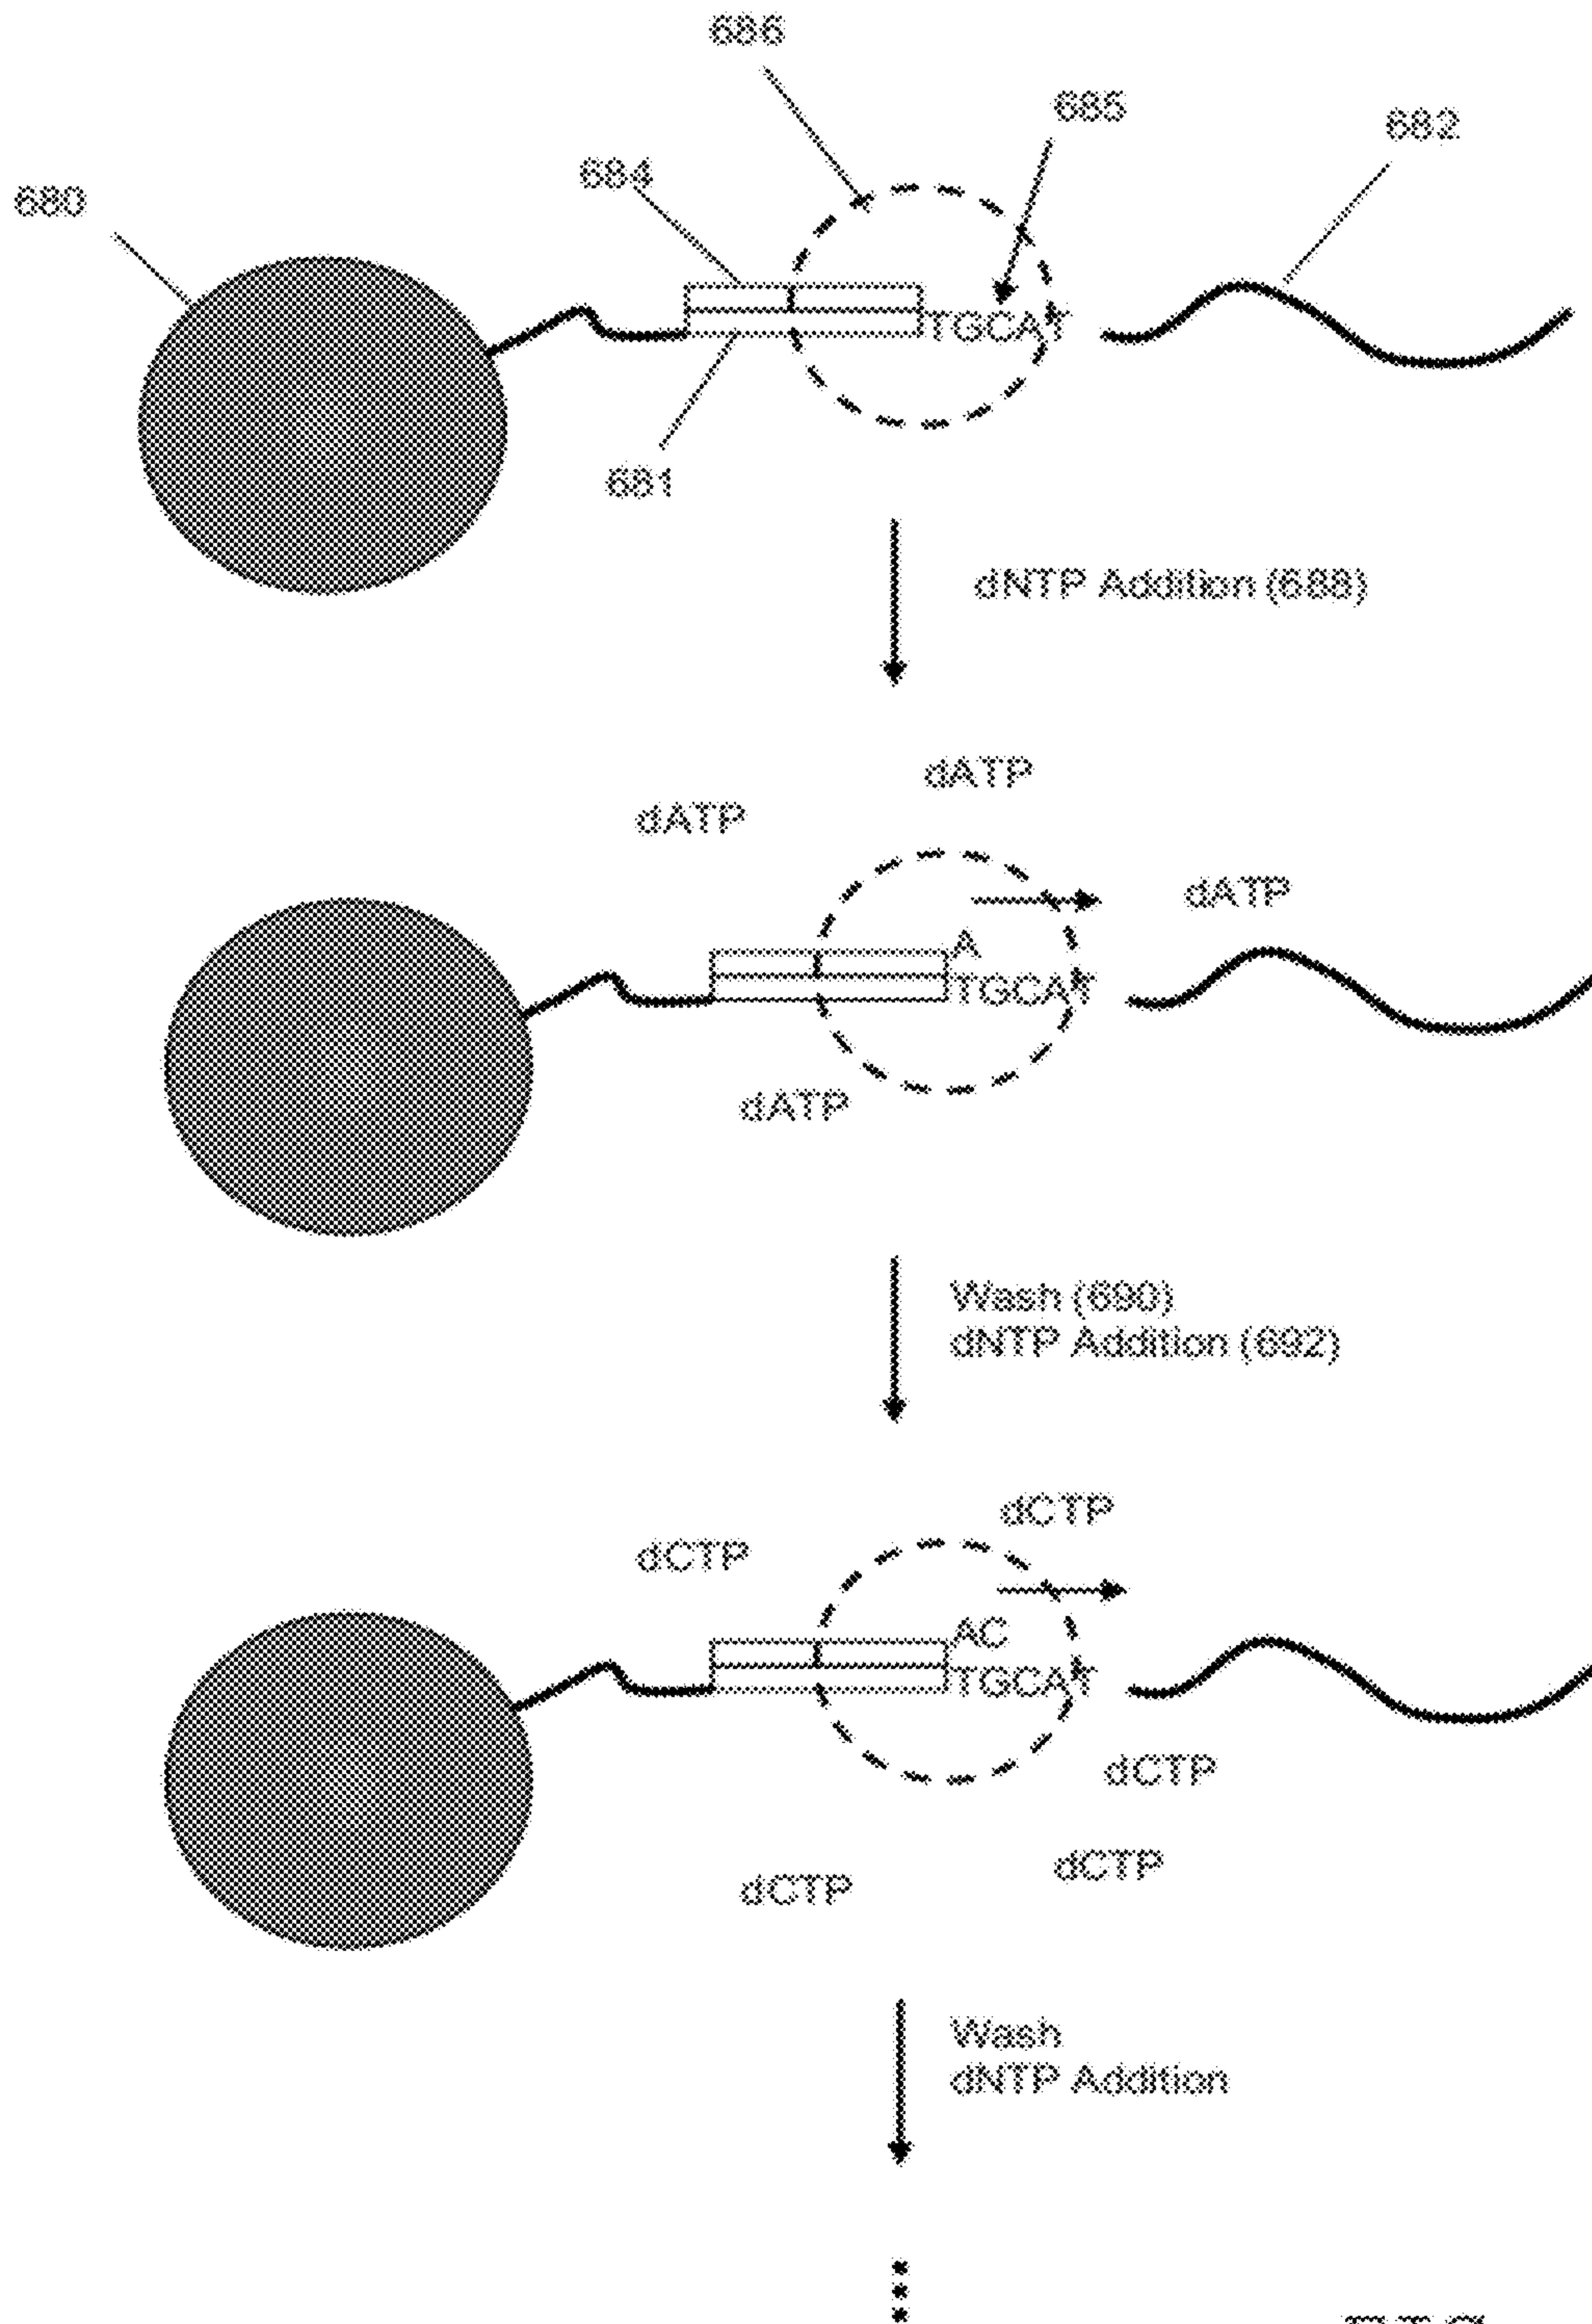 686
685
682
684
680
TGCAT
681
dNTP Addition (688)
dATP
dATP
dATP
A
TGCAT
dATP
Wash (690)
dNTP Addition (692)
dCTP
dCTP
AC
TGCAT
dCTP
dCTP
dCTP
Wash
dNTP Addition